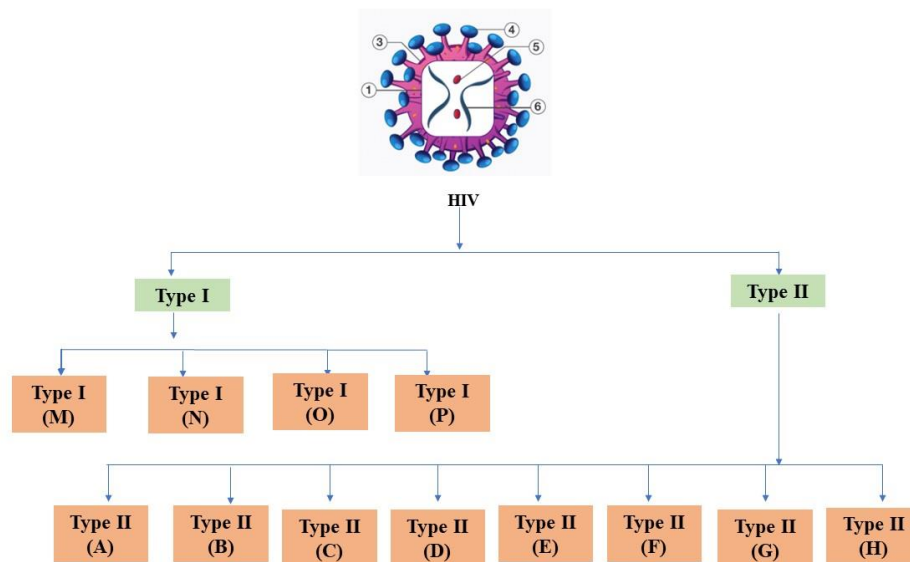 4
3
5
1
6
HIV
Type I
Type II
Type I
(M)
Type I
(N)
Type I
(O)
Type I
(P)
Type II
(A)
Type II
(B)
Type II
(C)
Type II
(D)
Type II
(E)
Type II
(F)
Type II
(G)
Type II
(H)